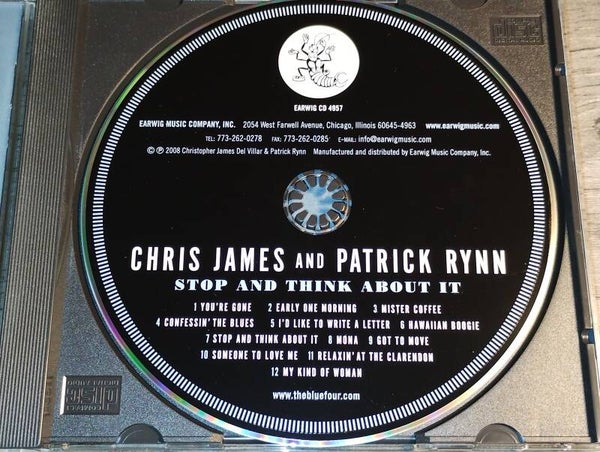 EARWIG CD 4957
EARWIG MUSIC COMPANY, INC. 2054 West Farwell Avenue, Chicago, Illinois 60645-4963 www.earwigmusic.com
TEL: 773-262-0278 FAX: 773-262-0285 E-MAIL: info@earwigmusic.com
© ℗ 2008 Christopher James Del Villar & Patrick Rynn Manufactured and distributed by Earwig Music Company, Inc.
CHRIS JAMES AND PATRICK RYNN
STOP AND THINK ABOUT IT
1 YOU'RE GONE 2 EARLY ONE MORNING 3 MISTER COFFEE
4 CONFESSIN' THE BLUES 5 I'D LIKE TO WRITE A LETTER 6 HAWAIIAN BOOGIE
7 STOP AND THINK ABOUT IT 8 MONA 9 GOT TO MOVE
10 SOMEONE TO LOVE ME 11 RELAXIN' AT THE CLARENDON
12 MY KIND OF WOMAN
www.thebluefour.com
COMPACT
disc
DIGITAL AUDIO